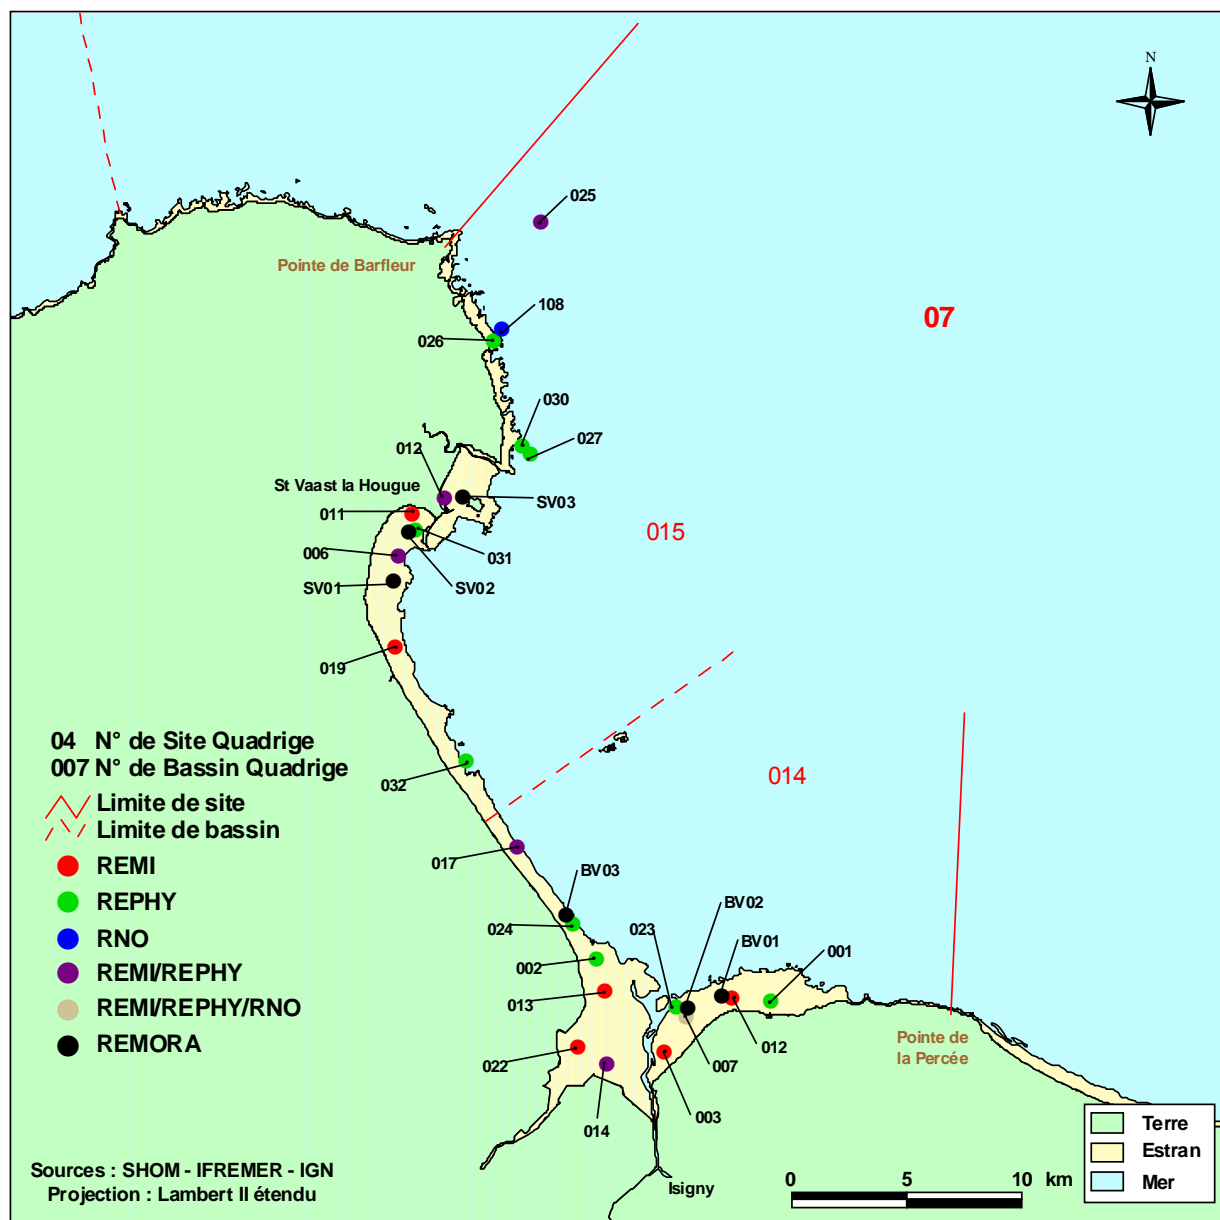 N
025
Pointe de Barfleur
108
07
026
030
027
012
St Vaast la Hougue
SV03
011
015
031
006
SV01
SV02
019
04 N° de Site Quadrige
014
007 N° de Bassin Quadrige
032
Limite de site
Limite de bassin
017
REMI
BV03
REPHY
BV02
023
BV01
024
001
RNO
002
REMI/REPHY
013
REMI/REPHY/RNO
Pointe de
la Percée
REMORA
022
007
012
003
014
Terre
Estran
Mer
Sources : SHOM - IFREMER - IGN
Projection : Lambert II étendu
Isigny
0 5 10 km